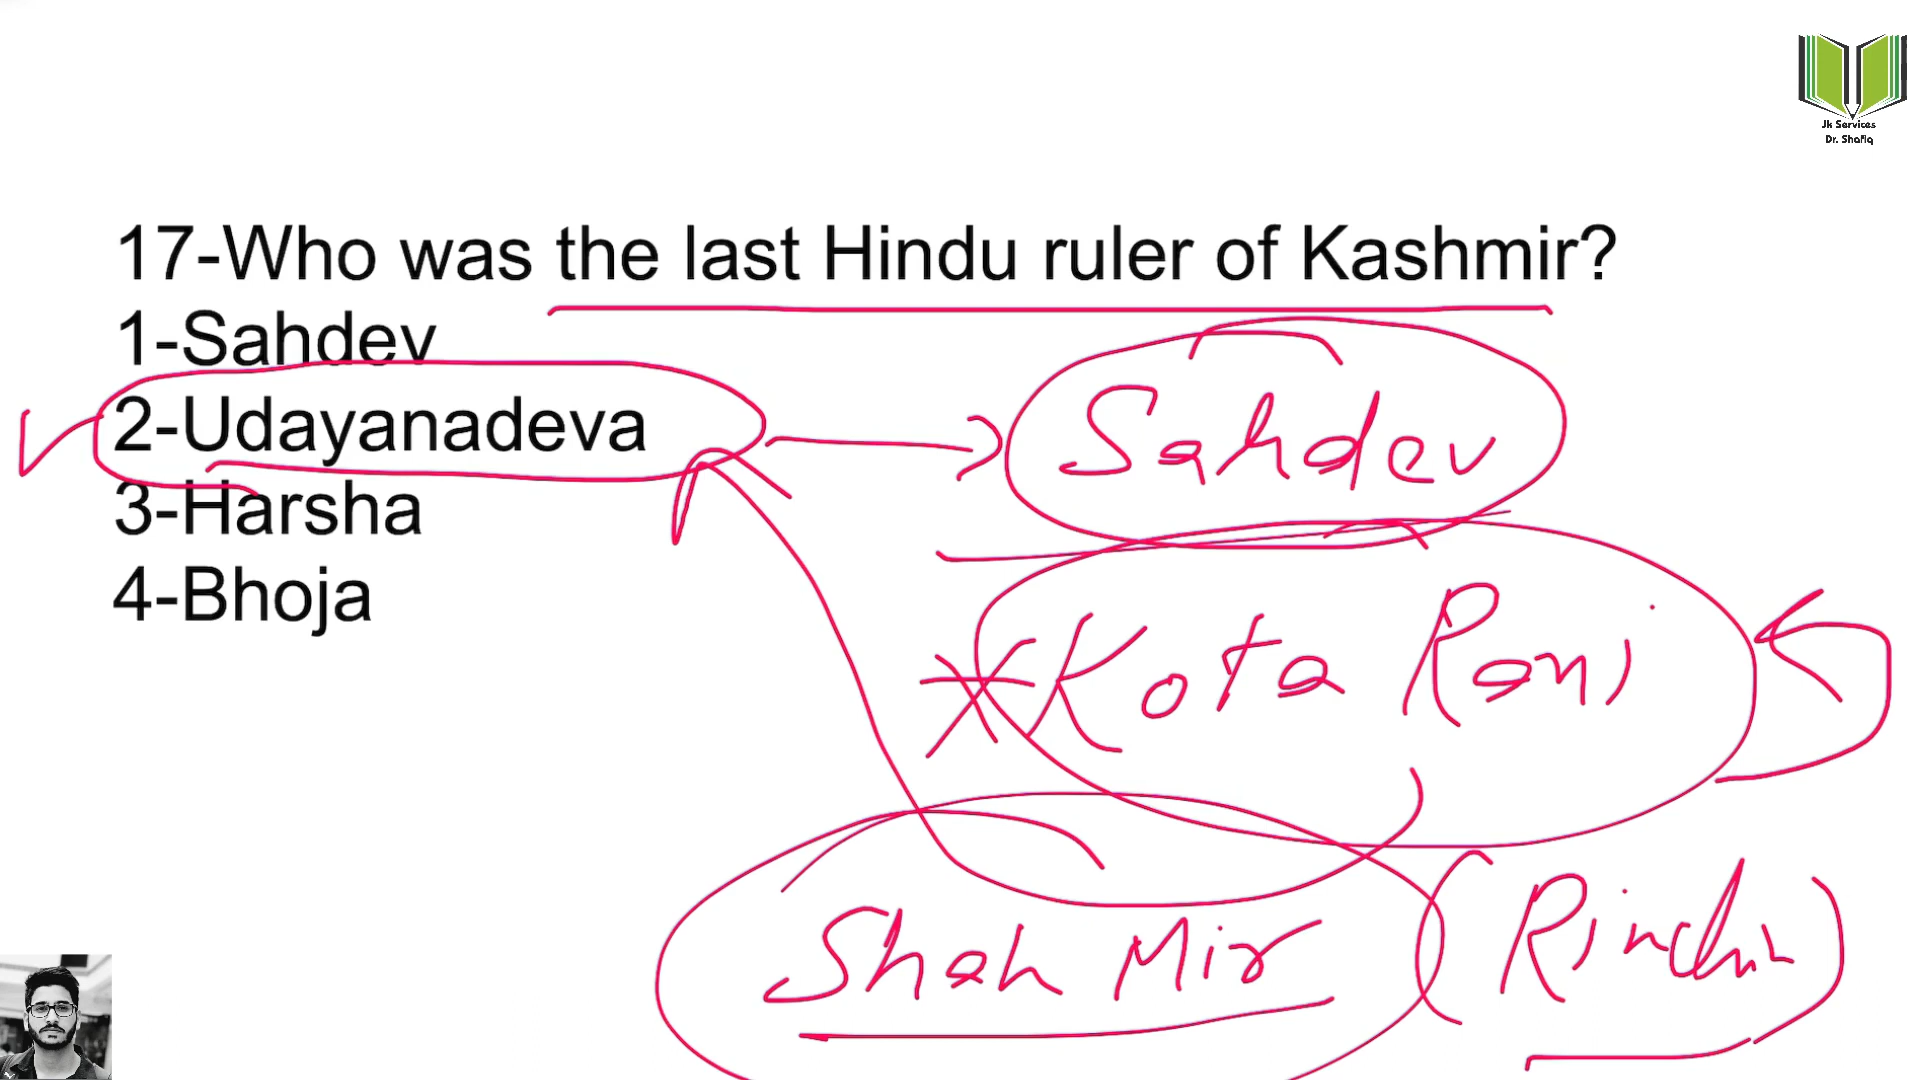 Jk Services
Dr. Shafiq
17-Who was the last Hindu ruler of Kashmir?
1-Sahdev
2-Udayanadeva
3-Harsha
4-Bhoja
Sahdev
Kota Rani
Shah Mir (Rinchin)